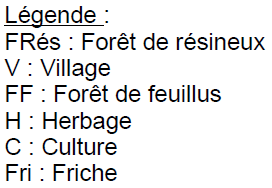 Légende :
FRés : Forêt de résineux
V : Village
FF : Forêt de feuillus
H : Herbage
C : Culture
Fri : Friche